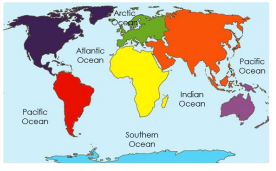 Arctic
Ocean
Atlantic
Ocean
Pacific
Ocean
Indian
Ocean
Pacific
Ocean
Southern
Ocean